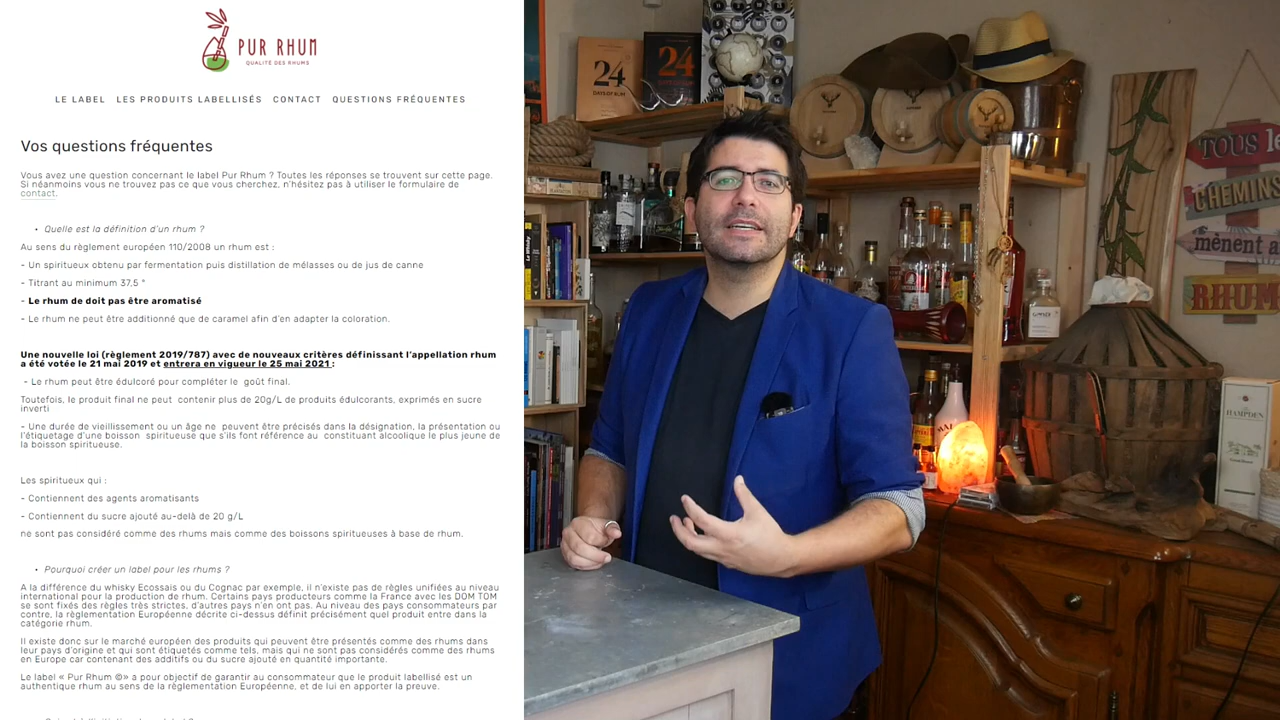 PUR RHUM
QUALITÉ DES RHUMS
LE LABEL LES PRODUITS LABELLISÉS CONTACT QUESTIONS FRÉQUENTES
Vos questions fréquentes
Vous avez une question concernant le label Pur Rhum ? Toutes les réponses se trouvent sur cette page.
Si néanmoins vous ne trouvez pas ce que vous cherchez, n'hésitez pas à utiliser le formulaire de
contact.
• Quelle est la définition d'un rhum ?
Au sens du règlement européen 110/2008 un rhum est :
- Un spiritueux obtenu par fermentation puis distillation de mélasses ou de jus de canne
- Titrant au minimum 37.5 °
- Le rhum de doit pas être aromatisé
- Le rhum ne peut être additionné que de caramel afin d'en adapter la coloration.
Une nouvelle loi (règlement 2019/787) avec de nouveaux critères définissant l'appellation rhum
a été votée le 21 mai 2019 et entrera en vigueur le 25 mai 2021 :
- Le rhum peut être édulcoré pour compléter le goût final.
Toutefois, le produit final ne peut contenir plus de 20g/L de produits édulcorants, exprimés en sucre
inverti
- Une durée de vieillissement ou un âge ne peuvent être précisés dans la désignation, la présentation ou
l'étiquetage d'une boisson spiritueuse que s'ils font référence au constituant alcoolique le plus jeune de
la boisson spiritueuse.
Les spiritueux qui :
- Contiennent des agents aromatisants
- Contiennent du sucre ajouté au-delà de 20 g/L
ne sont pas considéré comme des rhums mais comme des boissons spiritueuses à base de rhum.
• Pourquoi créer un label pour les rhums ?
A la différence du whisky Ecossais ou du Cognac par exemple, il n'existe pas de règles unifiées au niveau
international pour la production de rhum. Certains pays producteurs comme la France avec les DOM TOM
se sont fixés des règles très strictes, d'autres pays n'en ont pas. Au niveau des pays consommateurs par
contre, la règlementation Européenne décrite ci-dessus définit précisément quel produit entre dans la
catégorie rhum.
Il existe donc sur le marché européen des produits qui peuvent être présentés comme des rhums dans
leur pays d'origine et qui sont étiquetés comme tels, mais qui ne sont pas considérés comme des rhums
en Europe car contenant des additifs ou du sucre ajouté en quantité importante.
Le label « Pur Rhum ©» a pour objectif de garantir au consommateur que le produit labellisé est un
authentique rhum au sens de la règlementation Européenne, et de lui en apporter la preuve.
24
DAYS OF RUM
24
TOUS le
CHEMINS
mènent a
RHUM
HAMPDEN